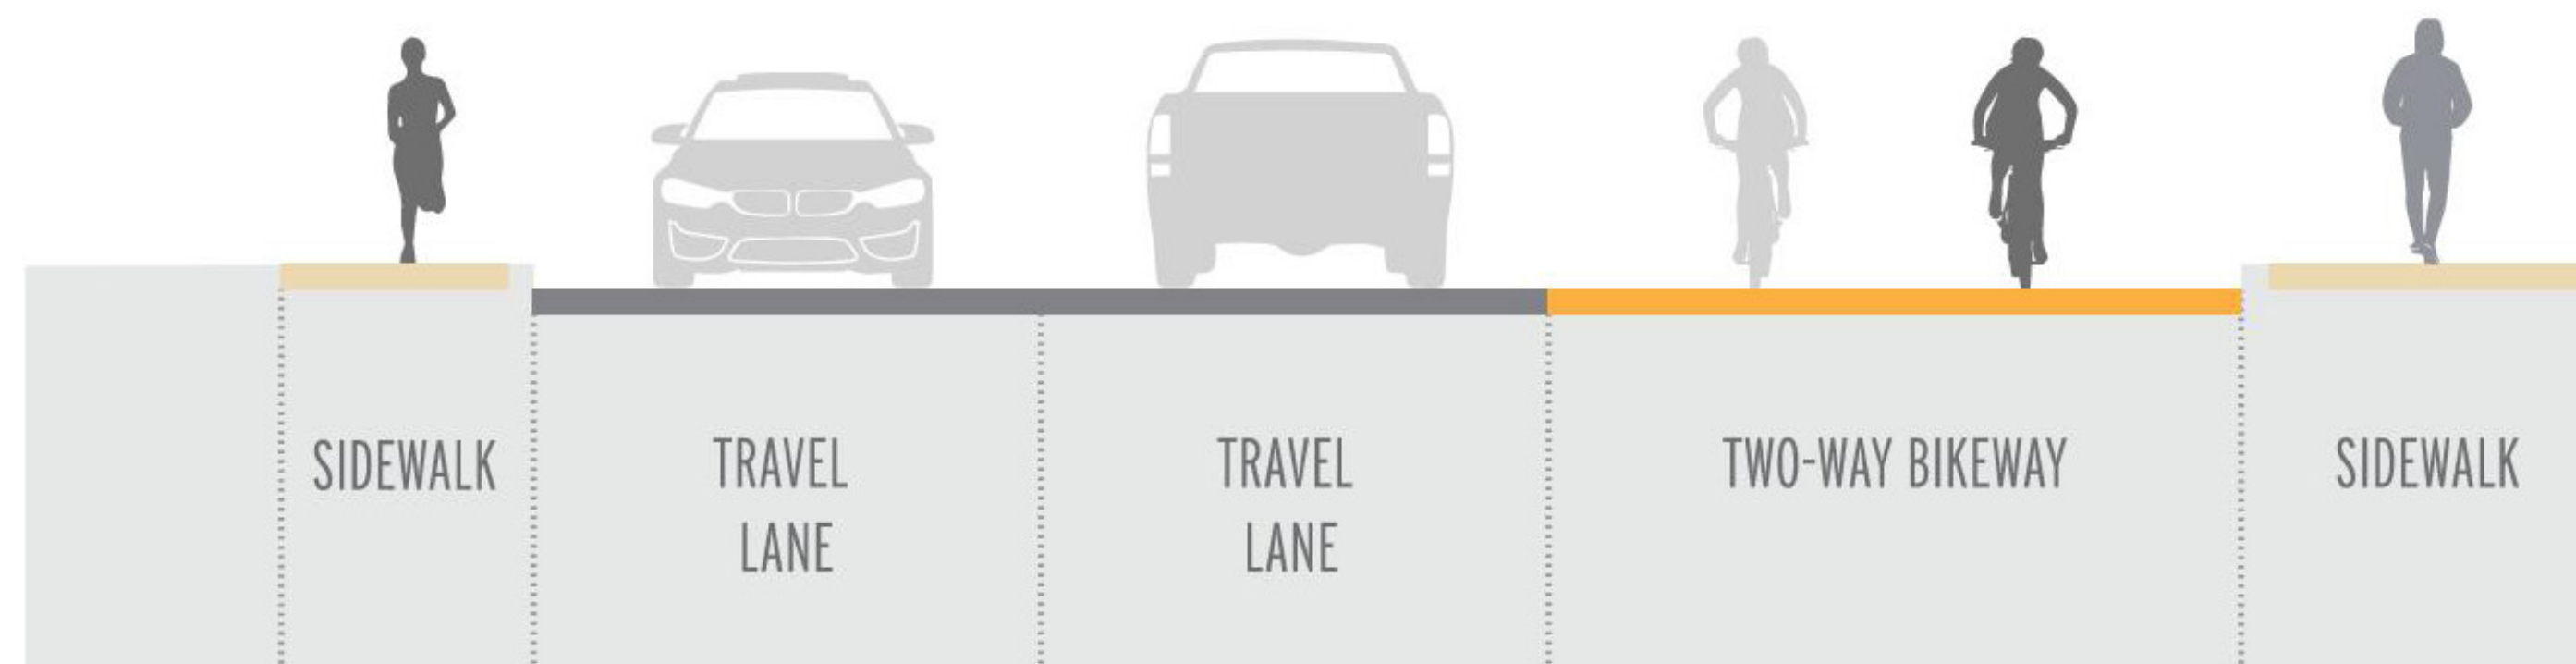 SIDEWALK
TRAVEL
LANE
TRAVEL
LANE
TWO-WAY BIKEWAY
SIDEWALK